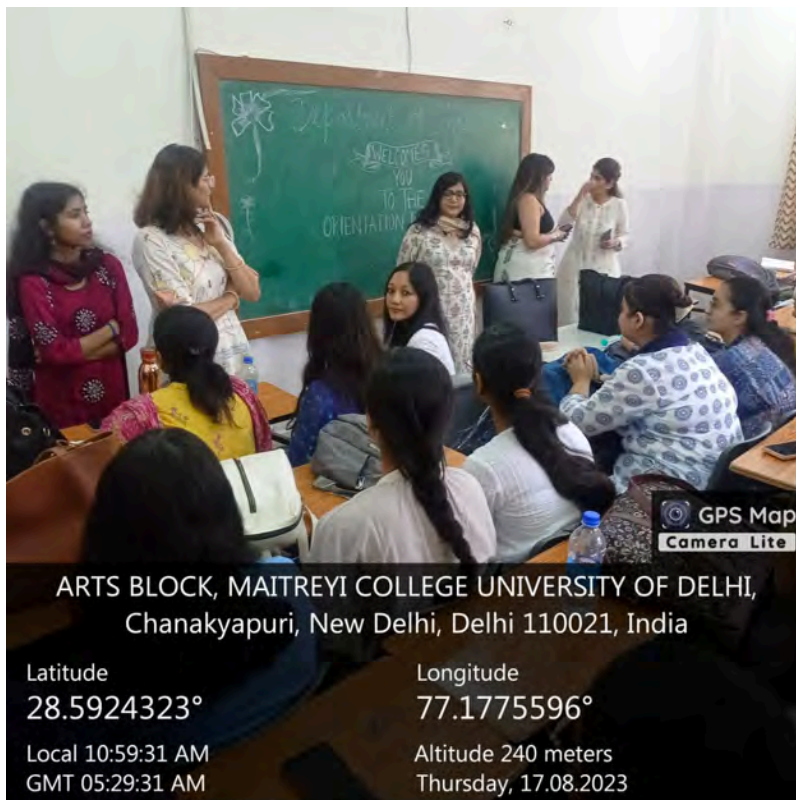 Department of
WELCOMES
YOU
TO THE
ORIENTATION
GPS Map
Camera Lite
ARTS BLOCK, MAITREYI COLLEGE UNIVERSITY OF DELHI,
Chanakyapuri, New Delhi, Delhi 110021, India
Latitude
28.5924323°
Longitude
77.1775596°
Local 10:59:31 AM
GMT 05:29:31 AM
Altitude 240 meters
Thursday, 17.08.2023